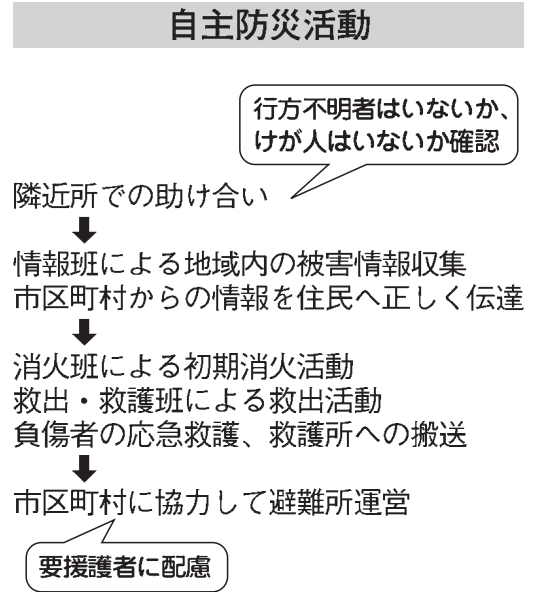 自主防災活動
行方不明者はいないか、
けが人はいないか確認
隣近所での助け合い
情報班による地域内の被害情報収集
市区町村からの情報を住民へ正しく伝達
消火班による初期消火活動
救出・救護班による救出活動
負傷者の応急救護、救護所への搬送
市区町村に協力して避難所運営
要援護者に配慮